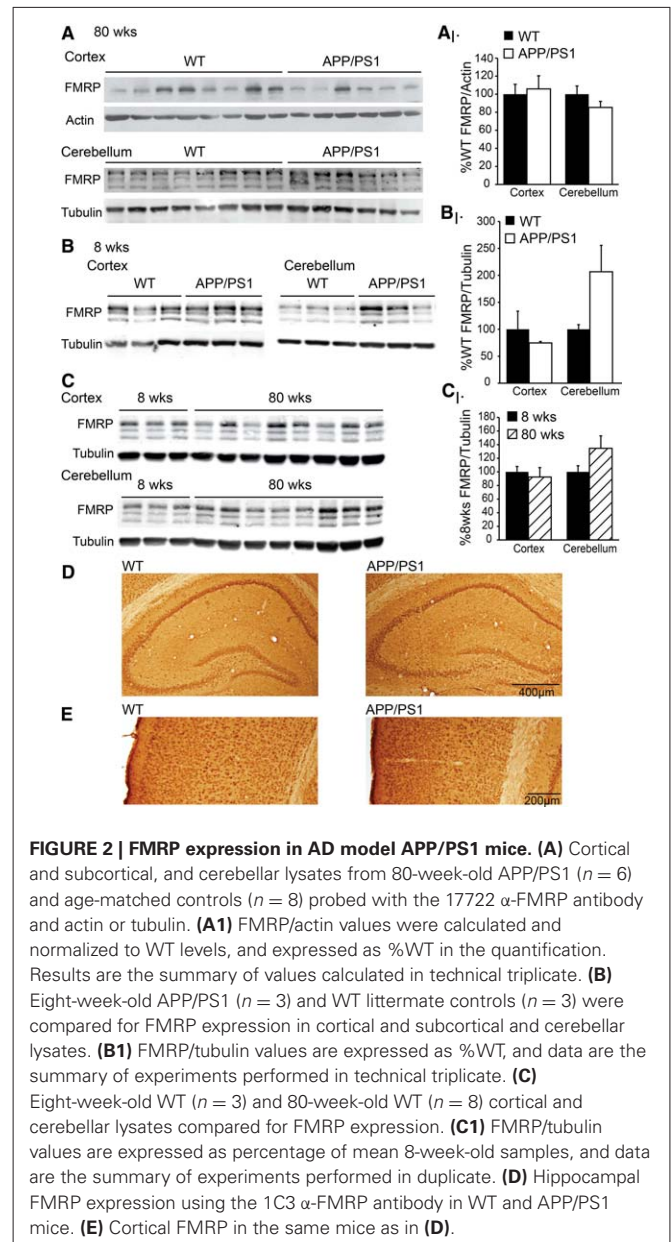 A 80 wks
Cortex WT APP/PS1
FMRP
Actin
Cerebellum WT APP/PS1
FMRP
Tubulin
A|·
WT
APP/PS1
%WT FMRP/Actin
140
120
100
80
60
40
20
0
Cortex Cerebellum
B 8 wks
Cortex WT APP/PS1
Cerebellum WT APP/PS1
FMRP
Tubulin
B|·
WT
APP/PS1
%WT FMRP/Tubulin
300
250
200
150
100
50
0
Cortex Cerebellum
C
Cortex 8 wks 80 wks
FMRP
Tubulin
Cerebellum
8 wks 80 wks
FMRP
Tubulin
C|·
8 wks
80 wks
%8wks FMRP/Tubulin
180
160
140
120
100
80
60
40
20
0
Cortex Cerebellum
D WT APP/PS1
400µm
E WT APP/PS1
200µm
FIGURE 2 | FMRP expression in AD model APP/PS1 mice. (A) Cortical
and subcortical, and cerebellar lysates from 80-week-old APP/PS1 (n = 6)
and age-matched controls (n = 8) probed with the 17722 α-FMRP antibody
and actin or tubulin. (A1) FMRP/actin values were calculated and
normalized to WT levels, and expressed as %WT in the quantification.
Results are the summary of values calculated in technical triplicate. (B)
Eight-week-old APP/PS1 (n = 3) and WT littermate controls (n = 3) were
compared for FMRP expression in cortical and subcortical and cerebellar
lysates. (B1) FMRP/tubulin values are expressed as %WT, and data are the
summary of experiments performed in technical triplicate. (C)
Eight-week-old WT (n = 3) and 80-week-old WT (n = 8) cortical and
cerebellar lysates compared for FMRP expression. (C1) FMRP/tubulin
values are expressed as percentage of mean 8-week-old samples, and data
are the summary of experiments performed in duplicate. (D) Hippocampal
FMRP expression using the 1C3 α-FMRP antibody in WT and APP/PS1
mice. (E) Cortical FMRP in the same mice as in (D).